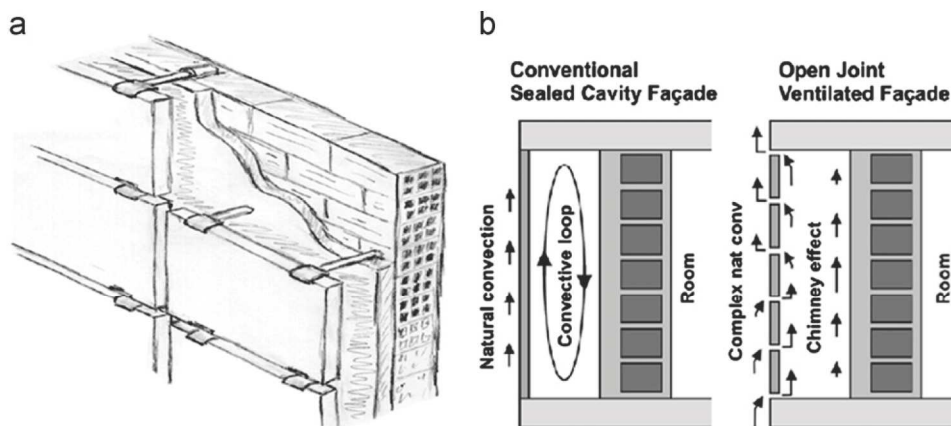 a
b
Conventional
Sealed Cavity Façade
Open Joint
Ventilated Façade
Natural convection
Convective loop
Room
Complex nat conv
Chimney effect
Room